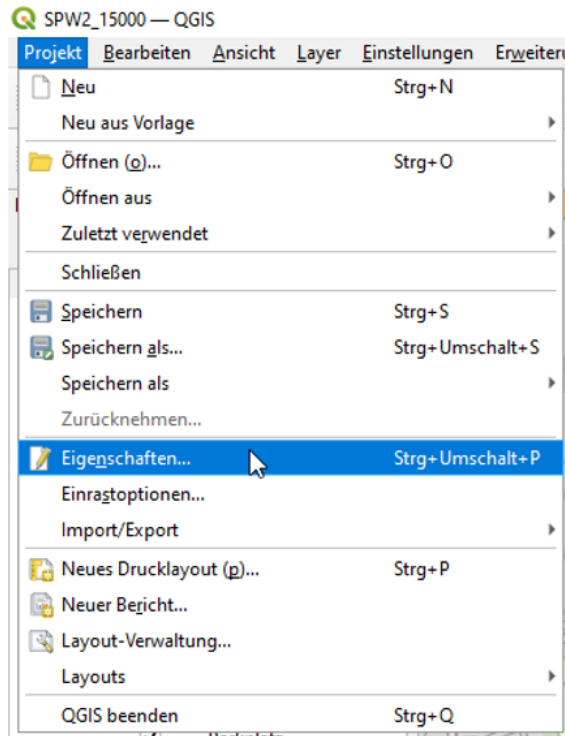 SPW2_15000 — QGIS
Projekt Bearbeiten Ansicht Layer Einstellungen
Neu Strg+N
Neu aus Vorlage
Öffnen (o)... Strg+O
Öffnen aus
Zuletzt verwendet
Schließen
Speichern Strg+S
Speichern als... Strg+Umschalt+S
Speichern als
Zurücknehmen...
Eigenschaften... Strg+Umschalt+P
Einrastoptionen...
Import/Export
Neues Drucklayout (p)... Strg+P
Neuer Bericht...
Layout-Verwaltung...
Layouts
QGIS beenden Strg+Q